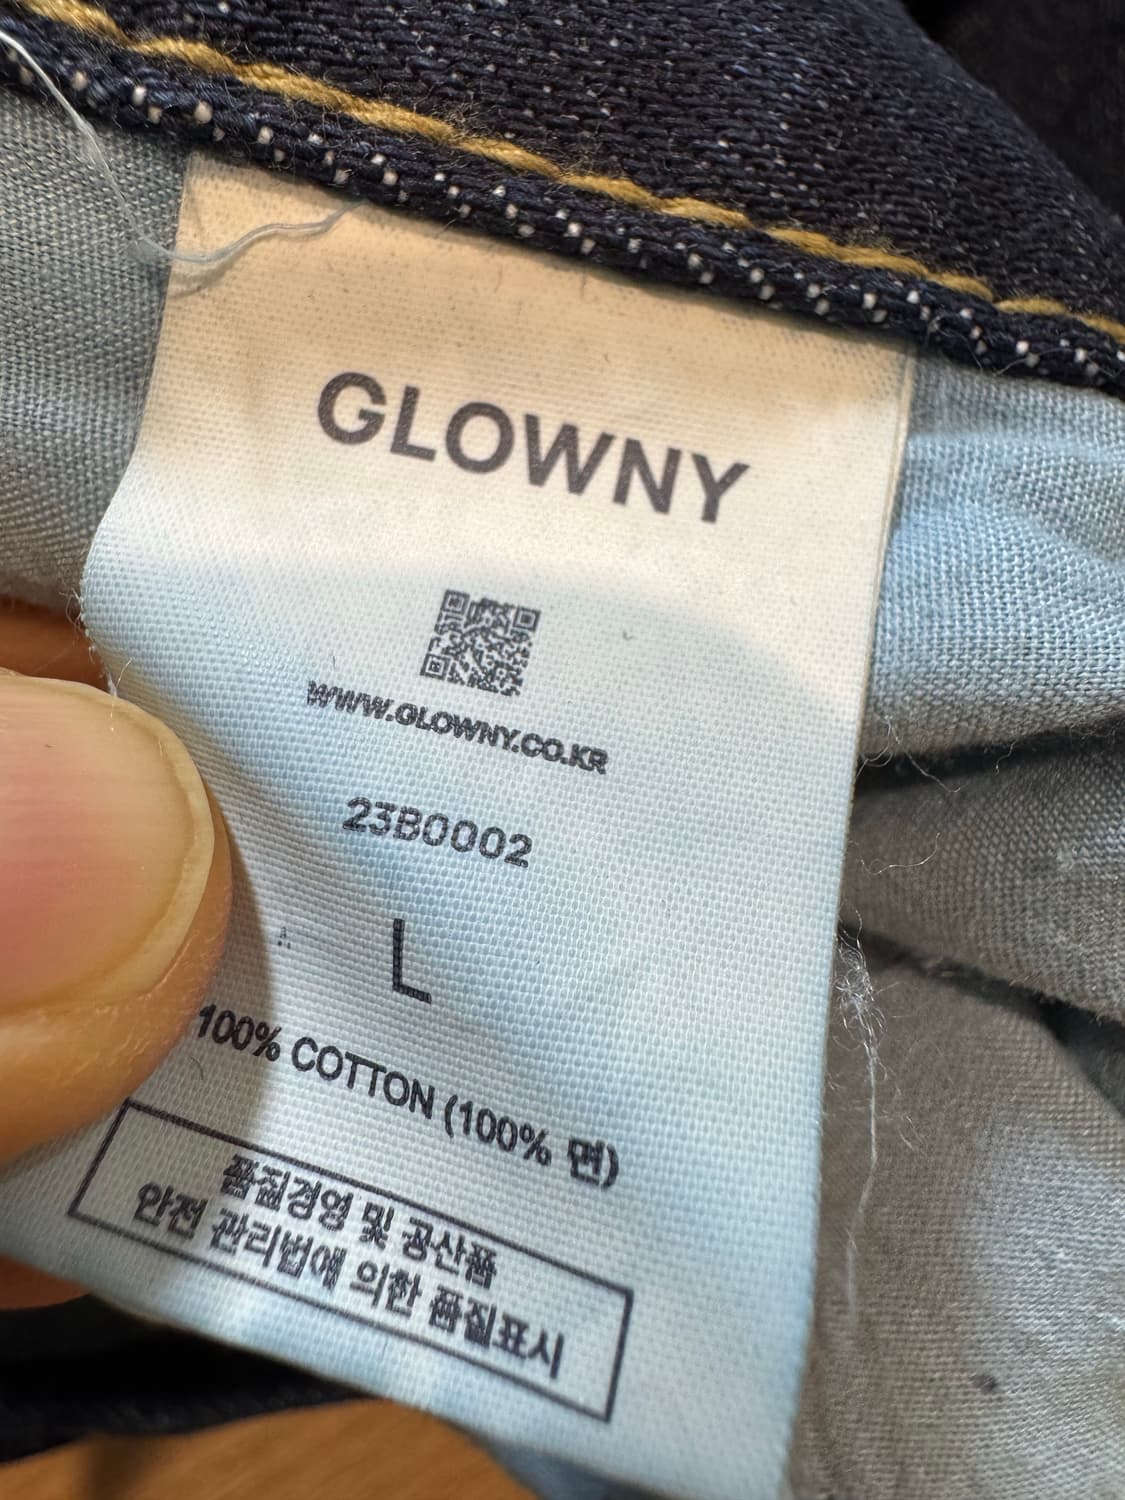 GLOWNY
WWW.GLOWNY.CO.KR
23B0002
L
100% COTTON (100% 면)
품질경영 및 공산품
안전 관리법에 의한 품질표시